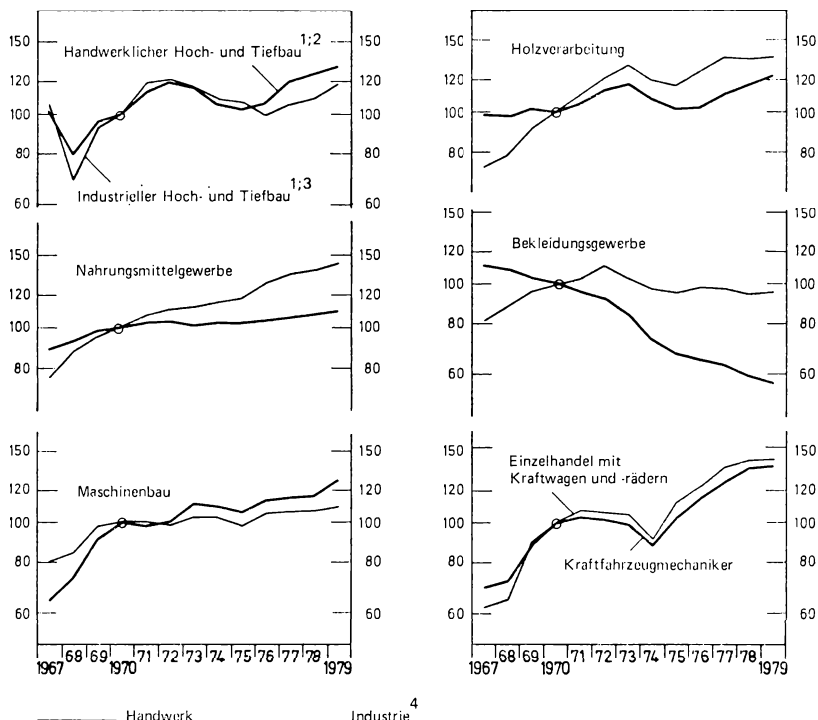 150 150
Handwerklicher Hoch- und Tiefbau 1;2
120 120
100 100
80 80
Industrieller Hoch- und Tiefbau 1;3
60 60
150 150
Holzverarbeitung
120 120
100 100
80 80
60 60
150 150
Nahrungsmittelgewerbe
120 120
100 100
80 80
150 150
Bekleidungsgewerbe
120 120
100 100
80 80
60 60
150 150
Maschinenbau
120 120
100 100
80 80
60 60
1967 68 69 1970 71 72 73 74 75 76 77 78 1979
150 150
Einzelhandel mit
Kraftwagen und -rädern
120 120
100 100
Kraftfahrzeugmechaniker
80 80
60 60
1967 68 69 1970 71 72 73 74 75 76 77 78 1979
Handwerk Industrie 4